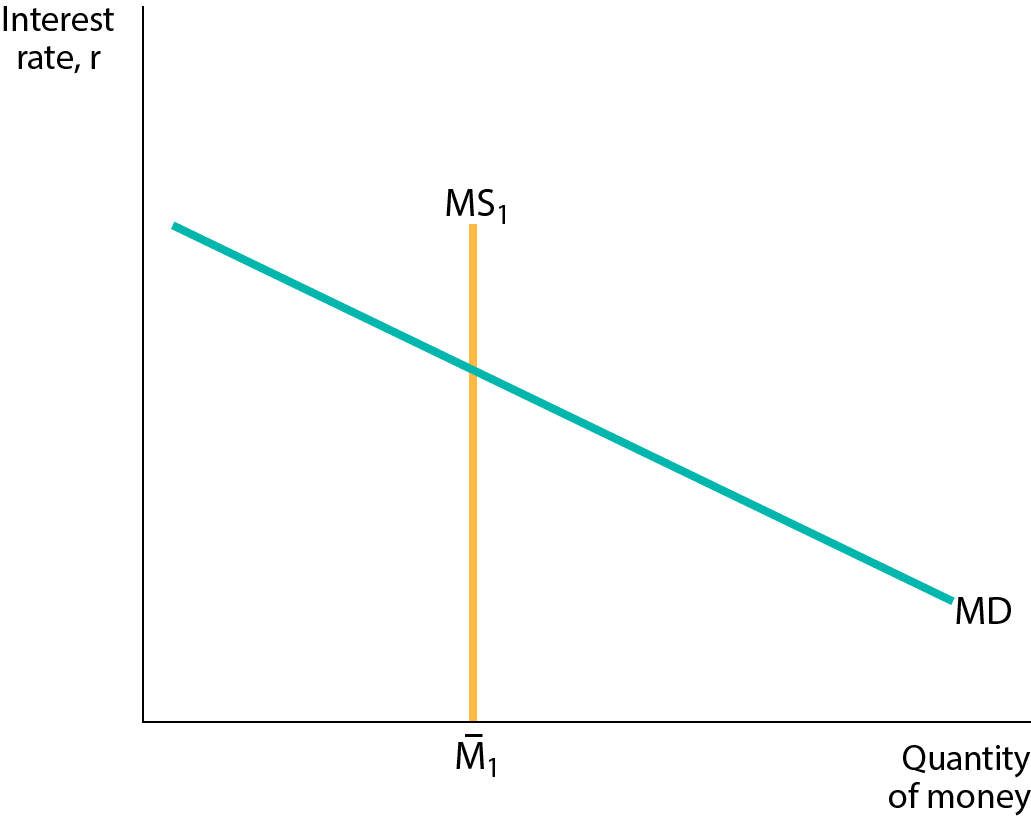 Interest
rate, r
MS₁
MD
M̄₁
Quantity
of money